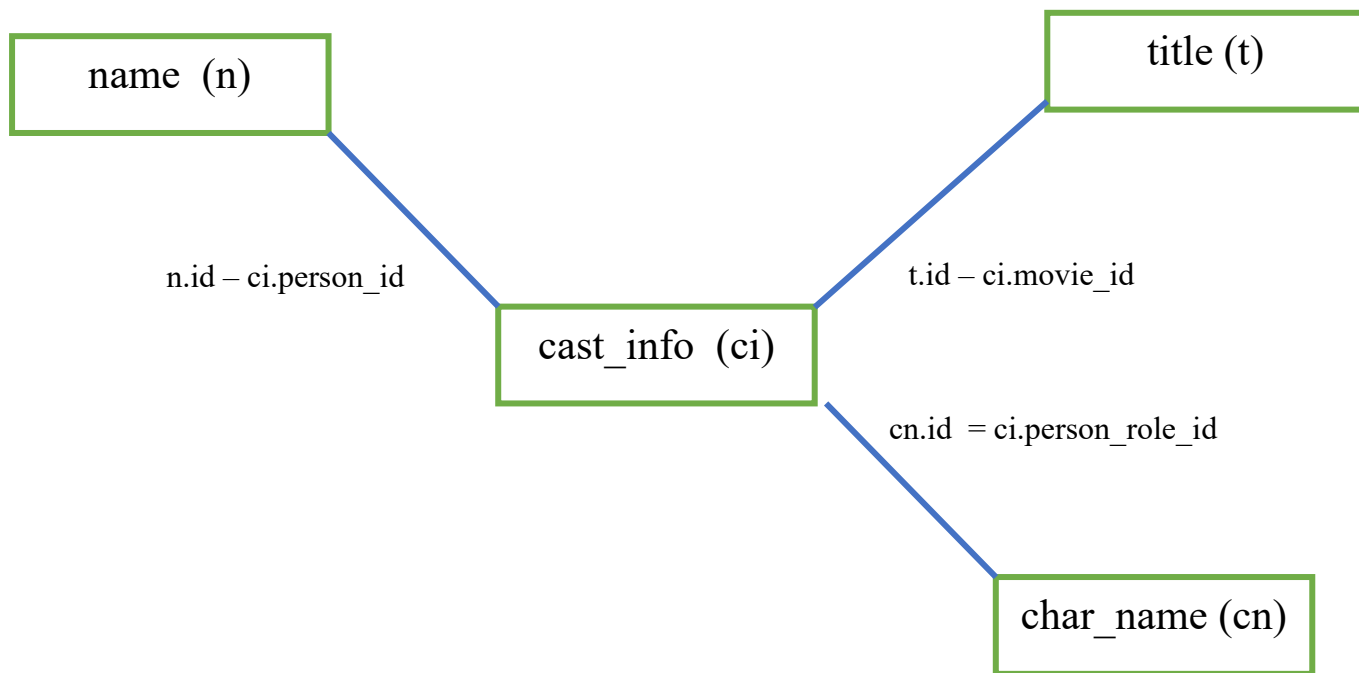 name  (n)
title (t)
n.id – ci.person_id
t.id – ci.movie_id
cast_info  (ci)
cn.id  = ci.person_role_id
char_name (cn)